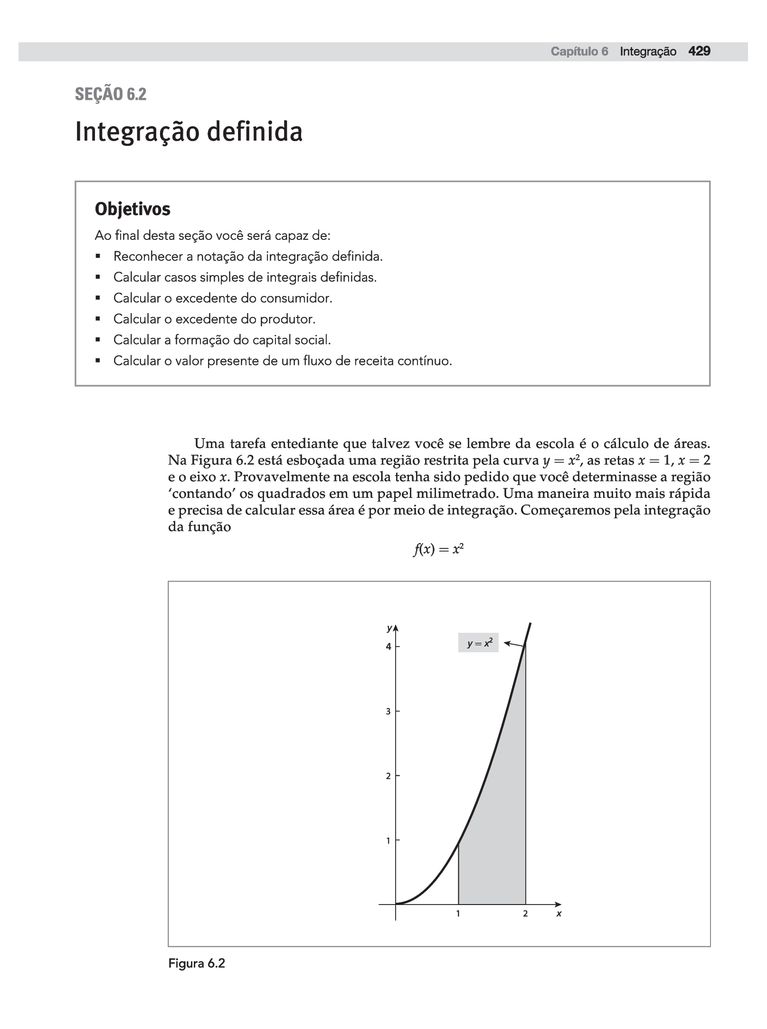 Capítulo 6 Integração 429
SEÇÃO 6.2
Integração definida
Objetivos
Ao final desta seção você será capaz de:
▪ Reconhecer a notação da integração definida.
▪ Calcular casos simples de integrais definidas.
▪ Calcular o excedente do consumidor.
▪ Calcular o excedente do produtor.
▪ Calcular a formação do capital social.
▪ Calcular o valor presente de um fluxo de receita contínuo.
Uma tarefa entediante que talvez você se lembre da escola é o cálculo de áreas.
Na Figura 6.2 está esboçada uma região restrita pela curva y = x², as retas x = 1, x = 2
e o eixo x. Provavelmente na escola tenha sido pedido que você determinasse a região
‘contando’ os quadrados em um papel milimetrado. Uma maneira muito mais rápida
e precisa de calcular essa área é por meio de integração. Começaremos pela integração
da função
f(x) = x²
y
4
y = x²
3
2
1
1 2 x
Figura 6.2